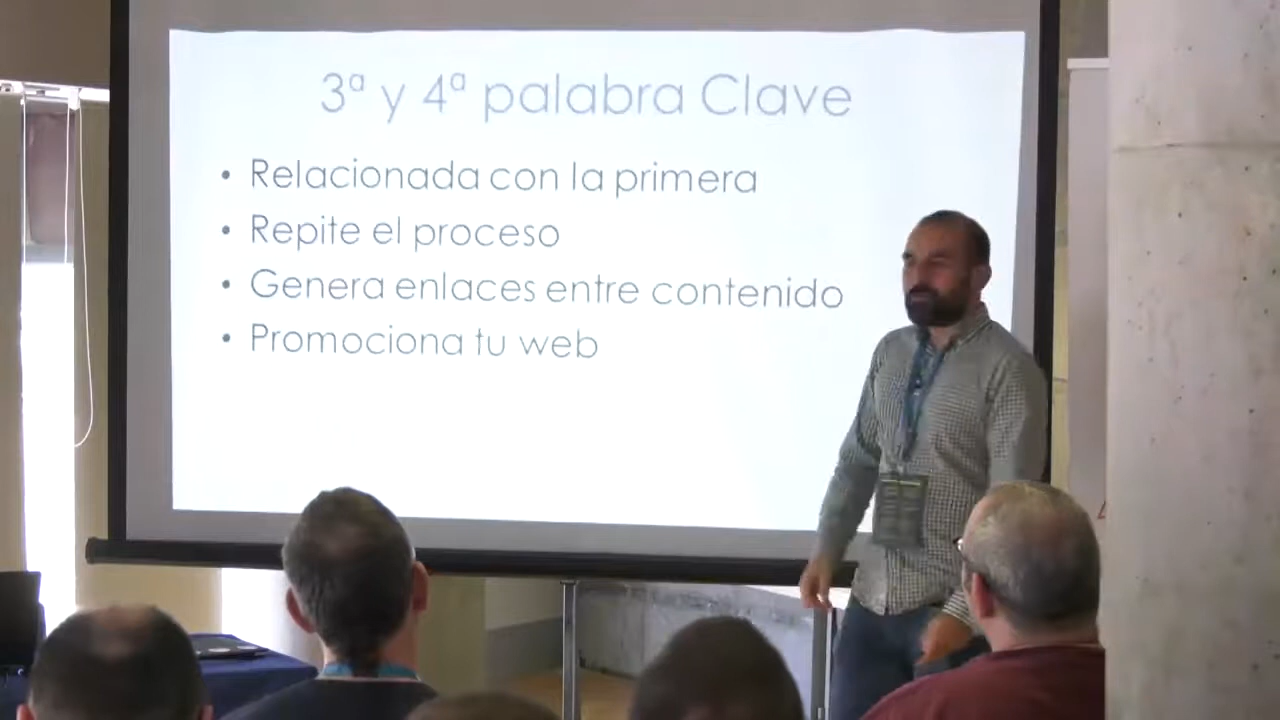 3ª y 4ª palabra Clave
• Relacionada con la primera
• Repite el proceso
• Genera enlaces entre contenido
• Promociona tu web